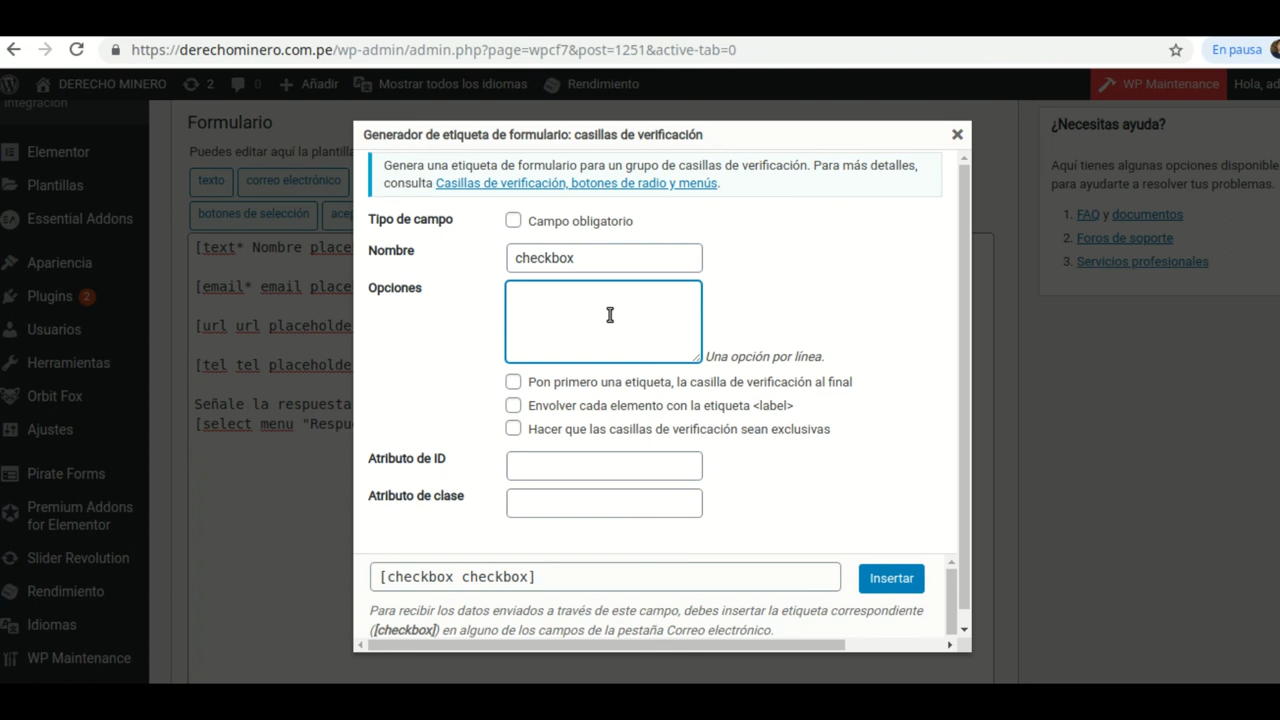 https://derechominero.com.pe/wp-admin/admin.php?page=wpcf7&post=1251&active-tab=0
En pausa
DERECHO MINERO
2
0
Añadir
Mostrar todos los idiomas
Rendimiento
WP Maintenance
Hola, ad
Integración
Elementor
Plantillas
Essential Addons
Apariencia
Plugins 2
Usuarios
Herramientas
Orbit Fox
Ajustes
Pirate Forms
Premium Addons
for Elementor
Slider Revolution
Rendimiento
Idiomas
WP Maintenance
Formulario
Puedes editar aquí la plantilla
texto
correo electrónico
botones de selección
acep
[text* Nombre place
[email* email place
[url url placeholde
[tel tel placeholde
Señale la respuesta
[select menu "Respu
Generador de etiqueta de formulario: casillas de verificación
Genera una etiqueta de formulario para un grupo de casillas de verificación. Para más detalles,
consulta Casillas de verificación, botones de radio y menús.
Tipo de campo
Campo obligatorio
Nombre
checkbox
Opciones
Una opción por línea.
Pon primero una etiqueta, la casilla de verificación al final
Envolver cada elemento con la etiqueta <label>
Hacer que las casillas de verificación sean exclusivas
Atributo de ID
Atributo de clase
[checkbox checkbox]
Insertar
Para recibir los datos enviados a través de este campo, debes insertar la etiqueta correspondiente
([checkbox]) en alguno de los campos de la pestaña Correo electrónico.
¿Necesitas ayuda?
Aquí tienes algunas opciones disponible
para ayudarte a resolver tus problemas.
1. FAQ y documentos
2. Foros de soporte
3. Servicios profesionales